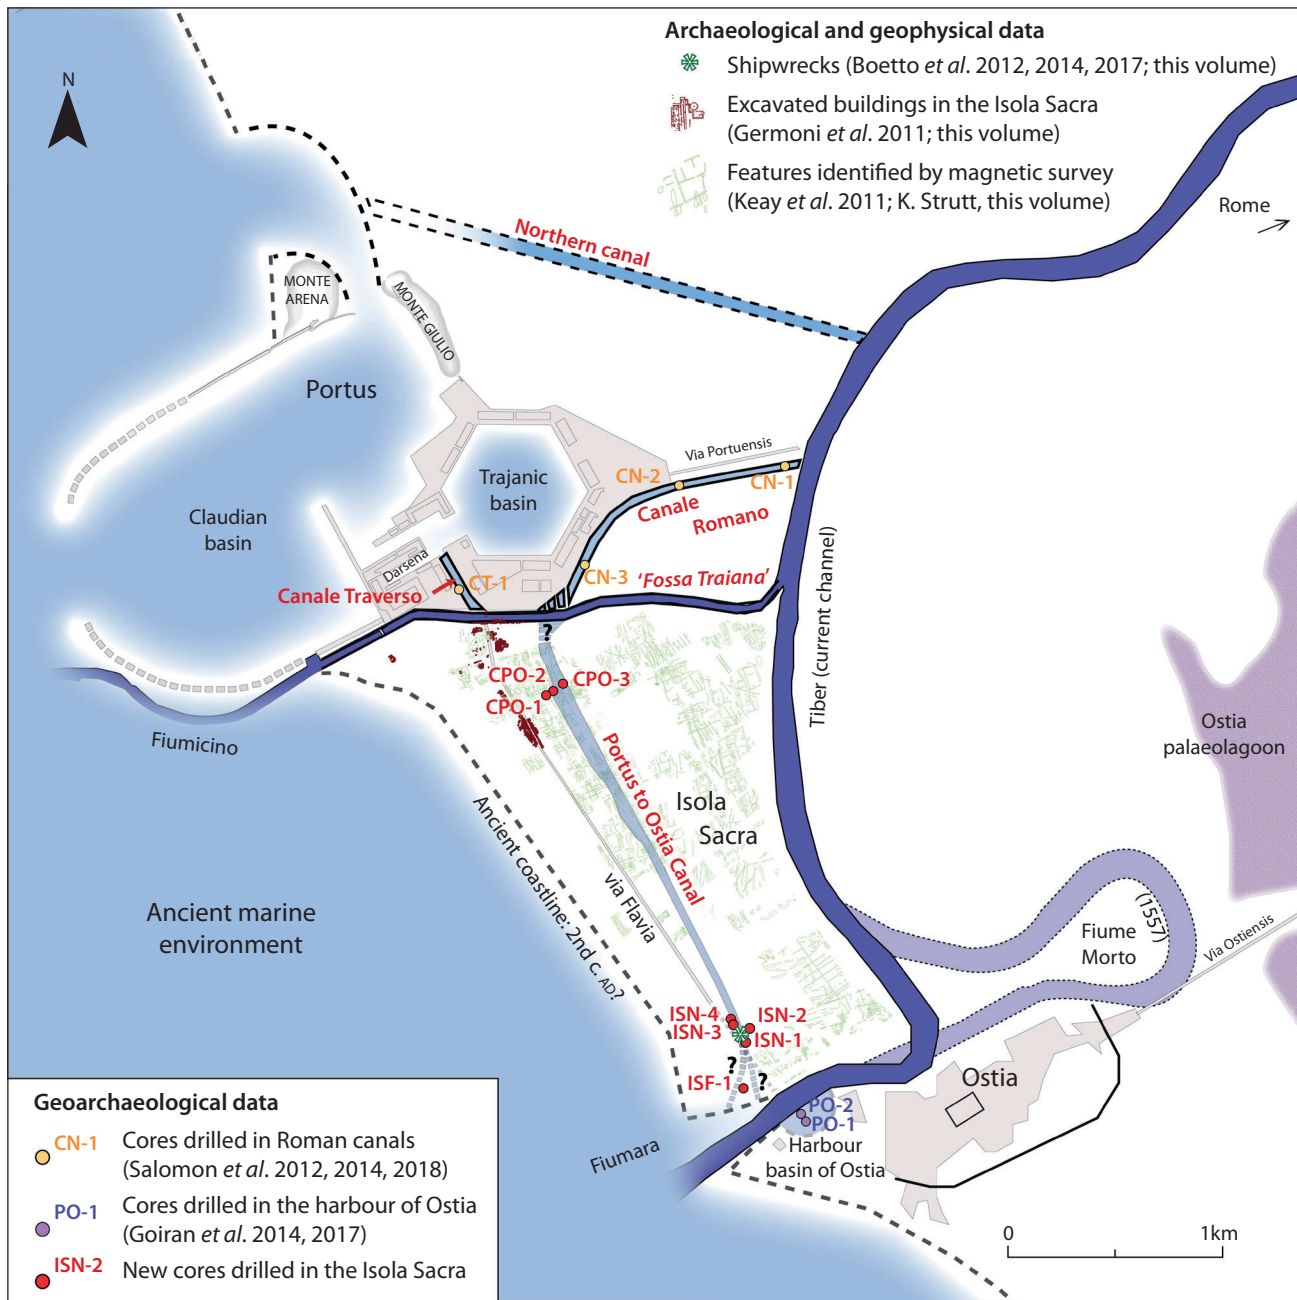 Archaeological and geophysical data
Shipwrecks (Boetto et al. 2012, 2014, 2017; this volume)
Excavated buildings in the Isola Sacra
(Germoni et al. 2011; this volume)
Features identified by magnetic survey
(Keay et al. 2011; K. Strutt, this volume)
N
Rome
Northern canal
MONTE
ARENA
MONTE GIULIO
Portus
Via Portuensis
Trajanic
basin
CN-2
CN-1
Canale
Romano
Claudian
basin
Darsena
CN-3
CT-1
'Fossa Traiana'
Canale Traverso
?
Tiber (current channel)
CPO-2
CPO-3
CPO-1
Fiumicino
Ostia
palaeolagoon
Portus to Ostia Canal
Isola
Sacra
Ancient coastline: 2nd c. AD?
via Flavia
Ancient marine
environment
(1557)
Fiume
Morto
Via Ostiensis
ISN-4
ISN-2
ISN-3
ISN-1
?
?
ISF-1
Ostia
PO-2
PO-1
Harbour
basin of Ostia
Fiumara
0
1km
Geoarchaeological data
CN-1
Cores drilled in Roman canals
(Salomon et al. 2012, 2014, 2018)
PO-1
Cores drilled in the harbour of Ostia
(Goiran et al. 2014, 2017)
ISN-2
New cores drilled in the Isola Sacra